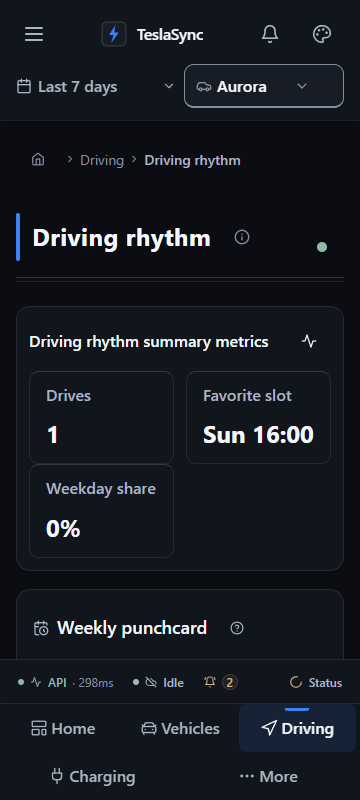 TeslaSync
Last 7 days
Aurora
Driving
Driving rhythm
Driving rhythm
Driving rhythm summary metrics
Drives
1
Favorite slot
Sun 16:00
Weekday share
0%
Weekly punchcard
API · 298ms
Idle
2
Status
Home
Vehicles
Driving
Charging
More